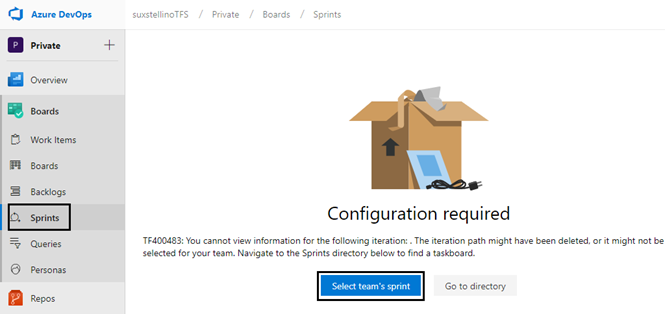 Azure DevOps
suxstellinoTFS / Private / Boards / Sprints
P Private +
Overview
Boards
Work Items
Boards
Backlogs
Sprints
Queries
Personas
Repos
Configuration required
TF400483: You cannot view information for the following iteration: . The iteration path might have been deleted, or it might not be
selected for your team. Navigate to the Sprints directory below to find a taskboard.
Select team's sprint
Go to directory